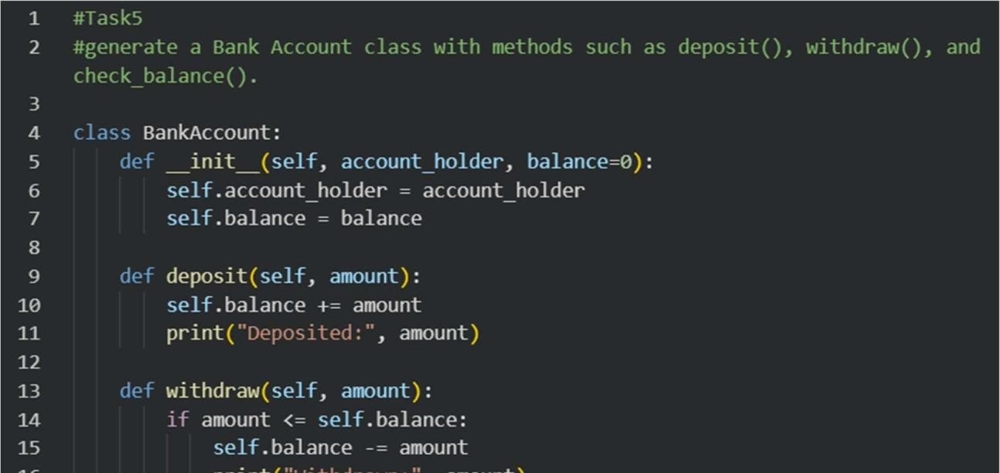 1 #Task5
2 #generate a Bank Account class with methods such as deposit(), withdraw(), and
check_balance().
3
4 class BankAccount:
5     def __init__(self, account_holder, balance=0):
6         self.account_holder = account_holder
7         self.balance = balance
8
9     def deposit(self, amount):
10         self.balance += amount
11         print("Deposited:", amount)
12
13     def withdraw(self, amount):
14         if amount <= self.balance:
15             self.balance -= amount